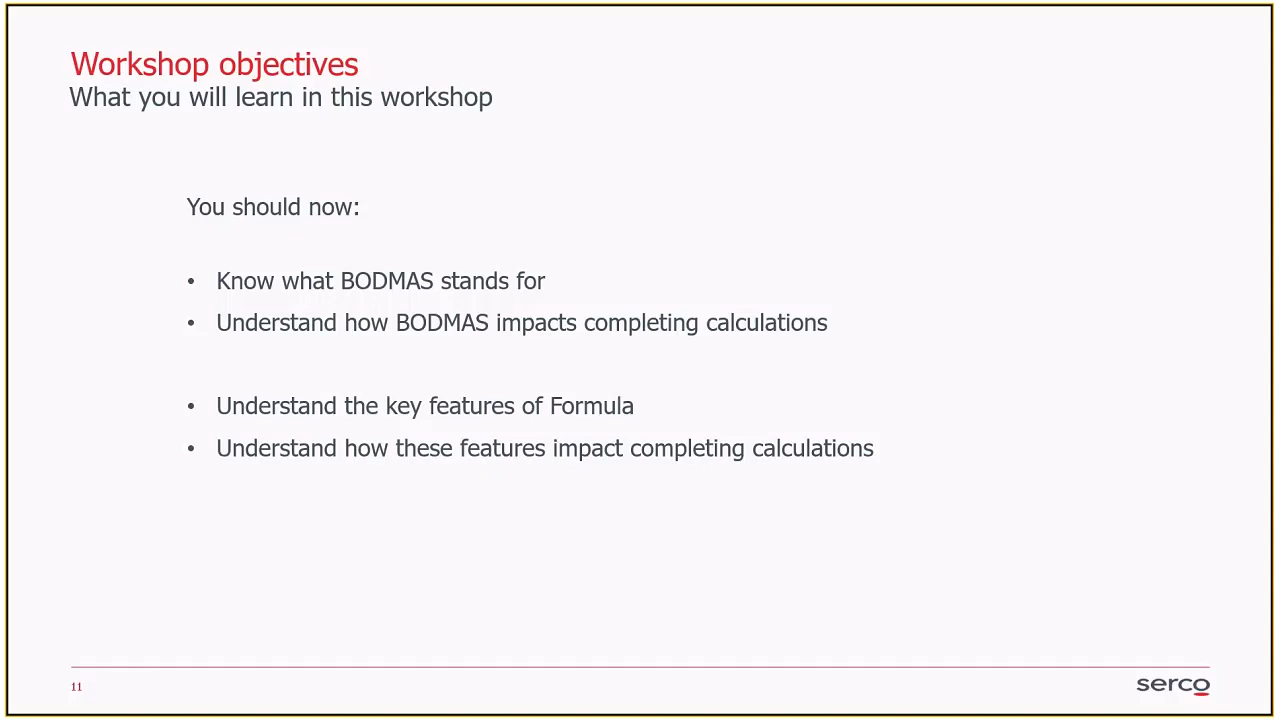 Workshop objectives
What you will learn in this workshop
You should now:
• Know what BODMAS stands for
• Understand how BODMAS impacts completing calculations
• Understand the key features of Formula
• Understand how these features impact completing calculations
11
serco